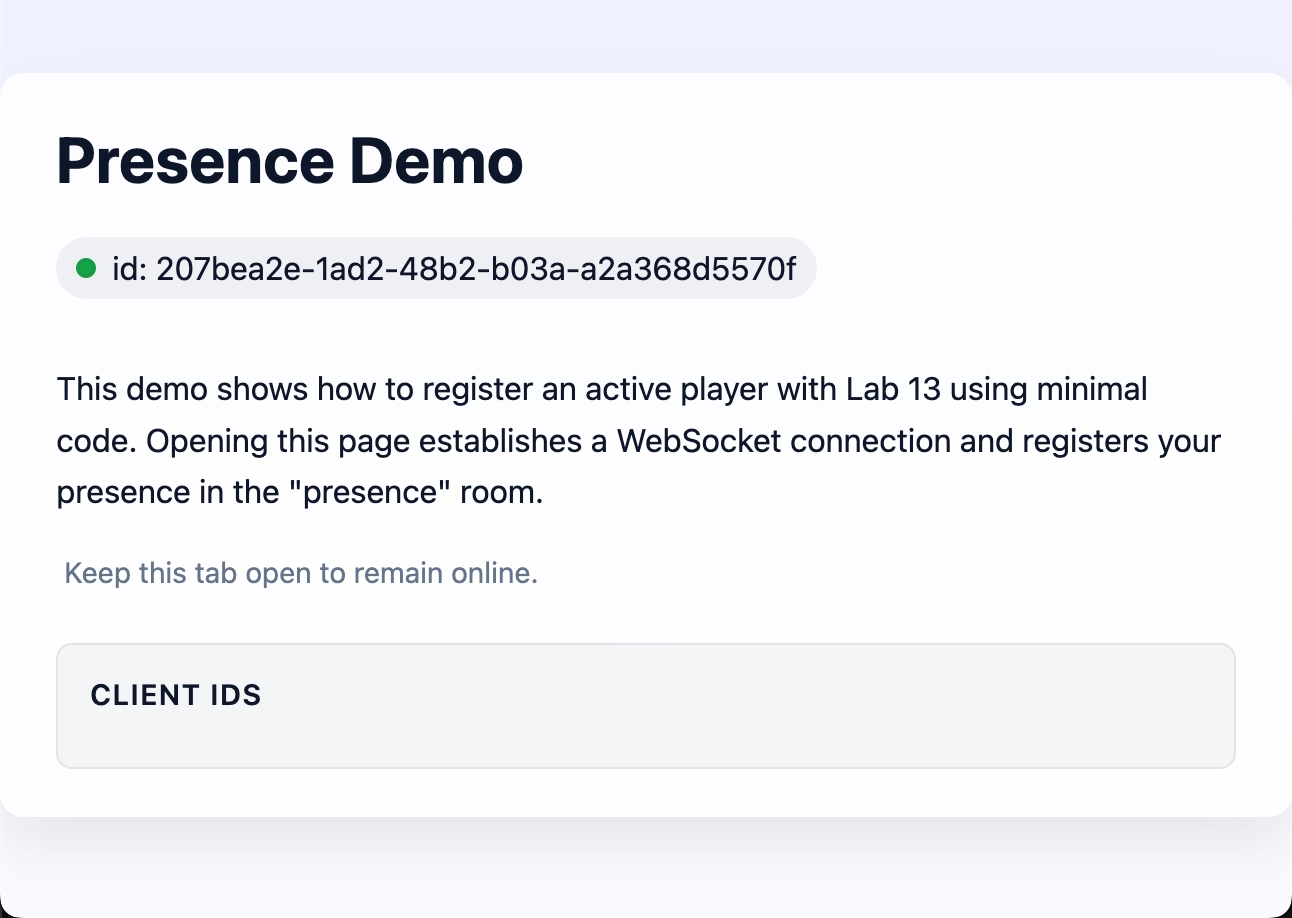 Presence Demo
id: 207bea2e-1ad2-48b2-b03a-a2a368d5570f
This demo shows how to register an active player with Lab 13 using minimal
code. Opening this page establishes a WebSocket connection and registers your
presence in the "presence" room.
Keep this tab open to remain online.
CLIENT IDS